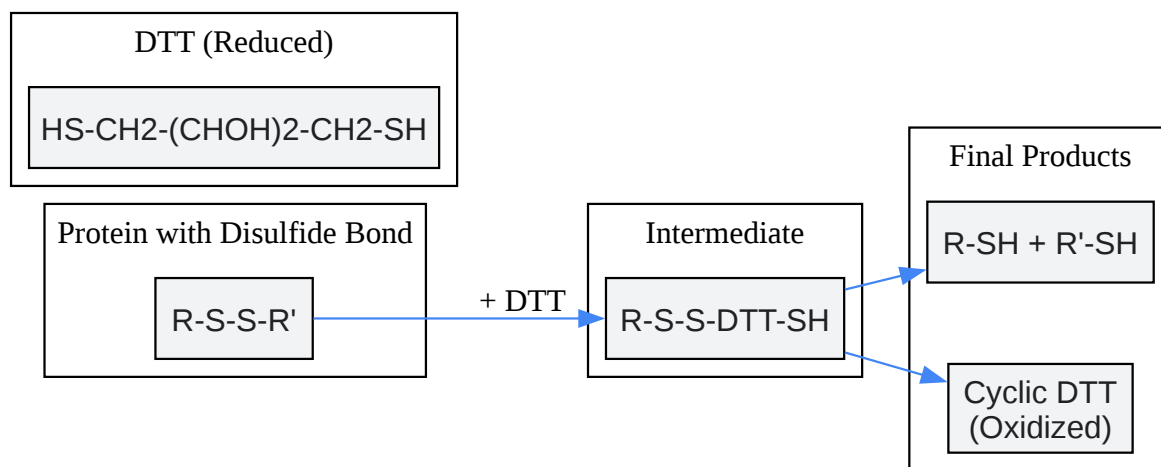 DTT (Reduced)
HS-CH2-(CHOH)2-CH2-SH
Protein with Disulfide Bond
R-S-S-R'
+ DTT
Intermediate
R-S-S-DTT-SH
Final Products
R-SH + R'-SH
Cyclic DTT
(Oxidized)